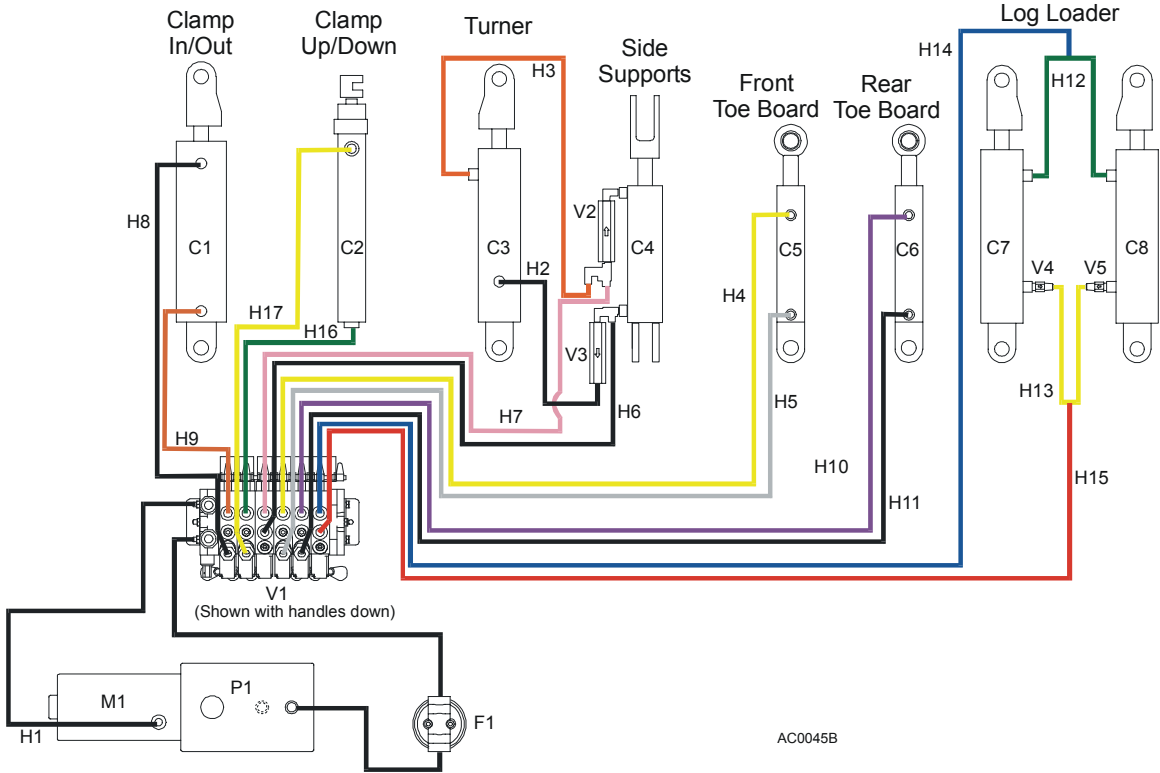 Clamp
In/Out
Clamp
Up/Down
Turner
Side
Supports
Front
Toe Board
Rear
Toe Board
Log Loader
H14
H3
H12
H8
V2
C1
C2
C3
C4
C5
C6
C7
C8
H2
V4
V5
H4
H17
H16
V3
H13
H7
H6
H5
H9
H10
H15
H11
V1
(Shown with handles down)
M1
P1
F1
H1
AC0045B